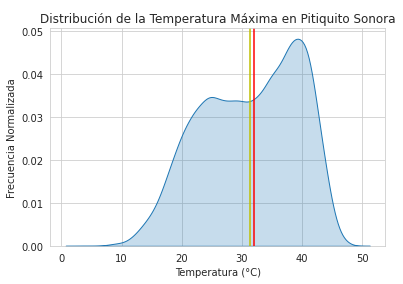 Distribución de la Temperatura Máxima en Pitiquito Sonora
0.05
0.04
0.03
0.02
0.01
0.00
Frecuencia Normalizada
0 10 20 30 40 50
Temperatura (°C)